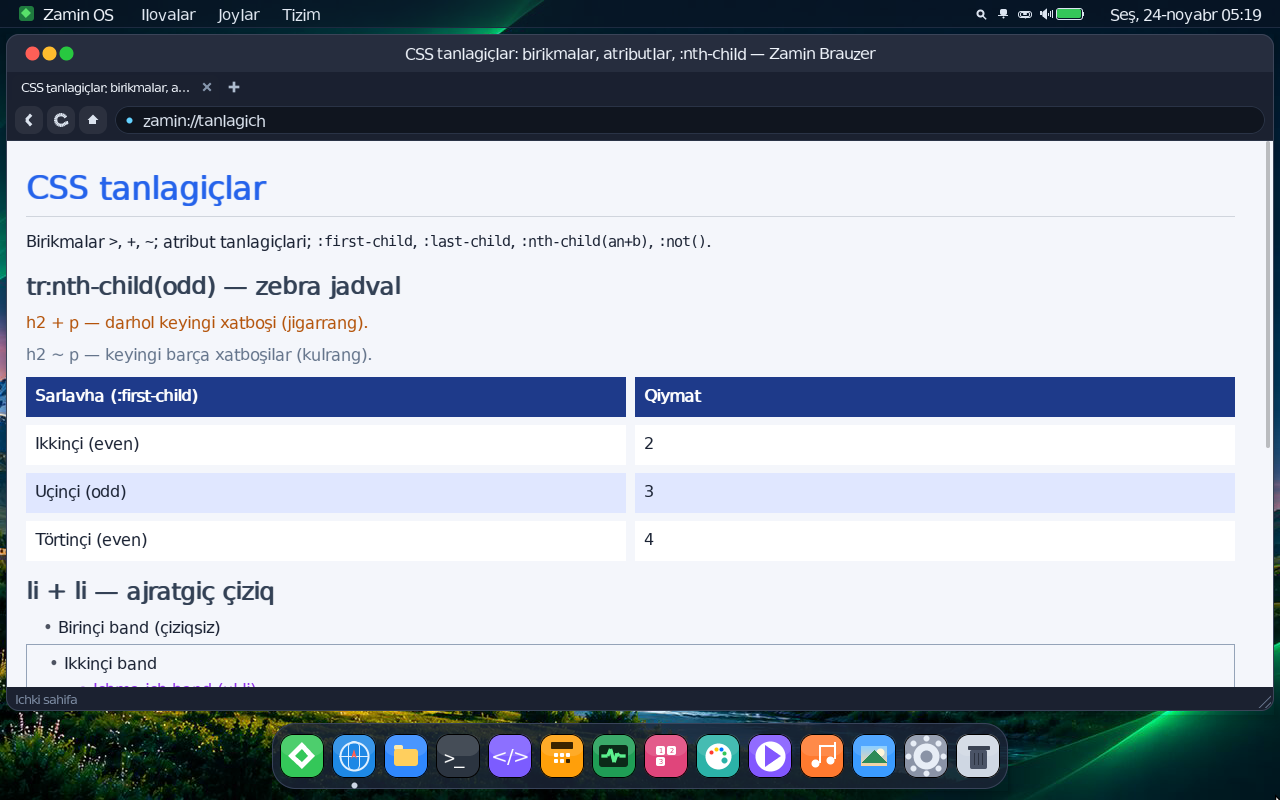 Zamin OS Ilovalar Joylar Tizim Seş, 24-noyabr 05:19
CSS tanlagiçlar: birikmalar, atributlar, :nth-child — Zamin Brauzer
CSS tanlagiçlar: birikmalar, a...
zamin://tanlagich
CSS tanlagiçlar
Birikmalar >, +, ~; atribut tanlagiçlari; :first-child, :last-child, :nth-child(an+b), :not().
tr:nth-child(odd) — zebra jadval
h2 + p — darhol keyingi xatboşi (jigarrang).
h2 ~ p — keyingi barça xatboşilar (kulrang).
Sarlavha (:first-child) Qiymat
Ikkinçi (even) 2
Uçinçi (odd) 3
Törtinçi (even) 4
li + li — ajratgiç çiziq
• Birinçi band (çiziqsiz)
• Ikkinçi band
Ichki sahifa
>_ </> 1 2 3